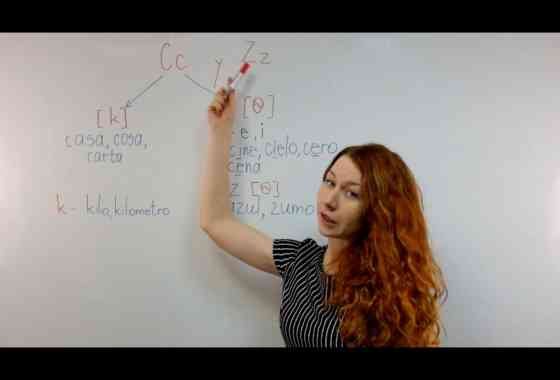 Cc y Zz
[k] [Θ]
casa, cosa, e, i
carta cine, cielo, cero
cena
z [Θ]
k - kilo, kilometro azul, zumo